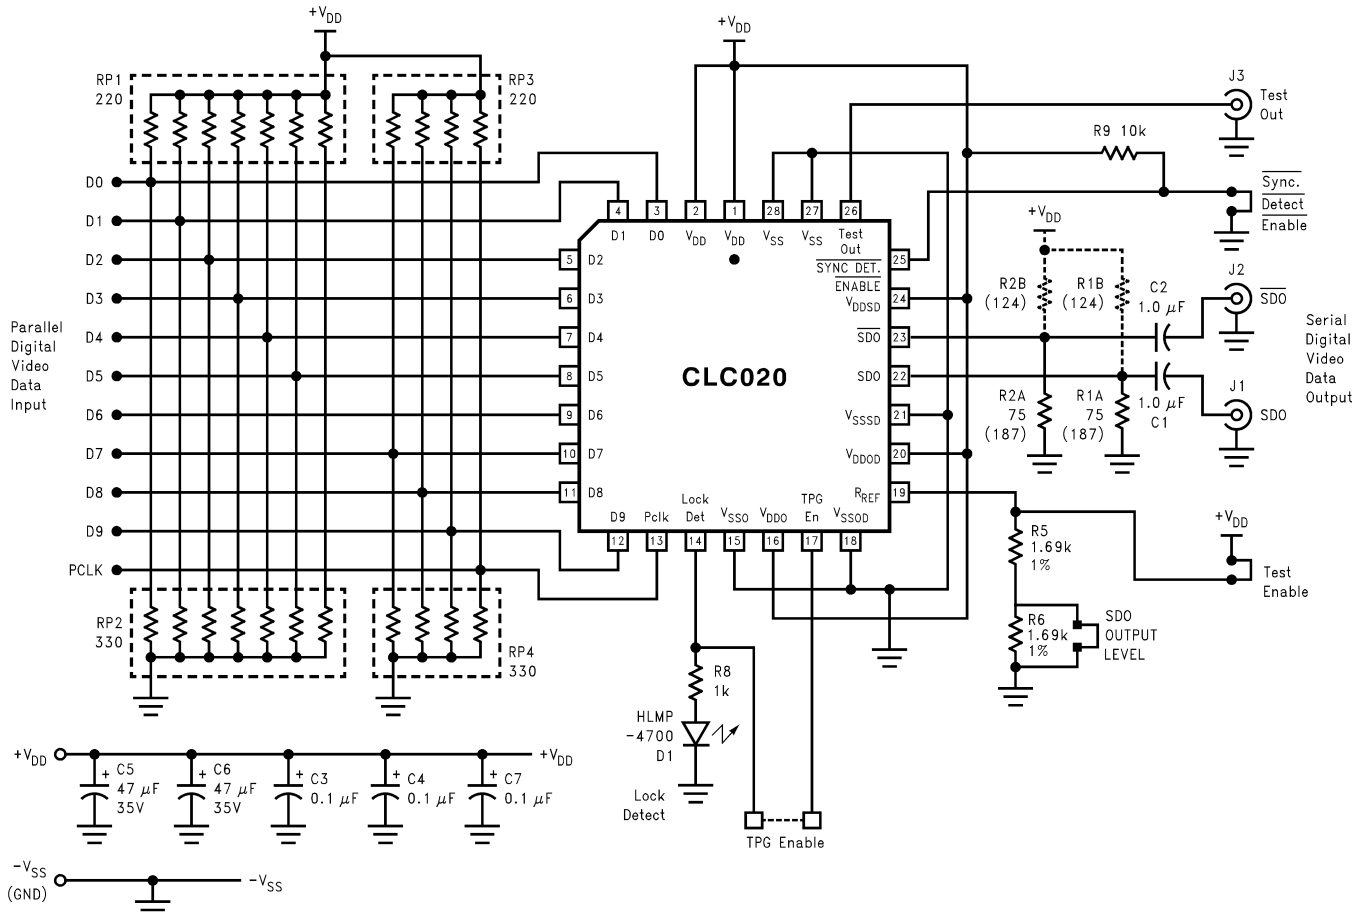 +VDD
RP1
220
RP3
220
+VDD
J3
Test
Out
R9 10k
D0
D1
D2
D3
D4
D5
D6
D7
D8
D9
PCLK
Parallel
Digital
Video
Data
Input
4
3
2
1
28
27
26
D1
D0
VDD
VDD
VSS
VSS
Test
Out
5 D2
6 D3
7 D4
8 D5
9 D6
10 D7
11 D8
CLC020
SYNC DET.
ENABLE
25
VDDSD 24
SDO 23
SDO 22
VSSSD 21
VDDOD 20
RREF 19
D9
Pclk
Lock
Det
VSSO
VDDO
TPG
En
VSSOD
12
13
14
15
16
17
18
Sync.
Detect
Enable
+VDD
R2B
(124)
R1B
(124)
C2
1.0 µF
J2
SDO
R2A
75
(187)
R1A
75
(187)
1.0 µF
C1
J1
SDO
Serial
Digital
Video
Data
Output
R5
1.69k
1%
+VDD
Test
Enable
R6
1.69k
1%
SDO
OUTPUT
LEVEL
RP2
330
RP4
330
R8
1k
HLMP
-4700
D1
Lock
Detect
TPG Enable
+VDD
+VDD
+ C5
47 µF
35V
+ C6
47 µF
35V
+ C3
0.1 µF
+ C4
0.1 µF
+ C7
0.1 µF
-VSS
(GND)
-VSS